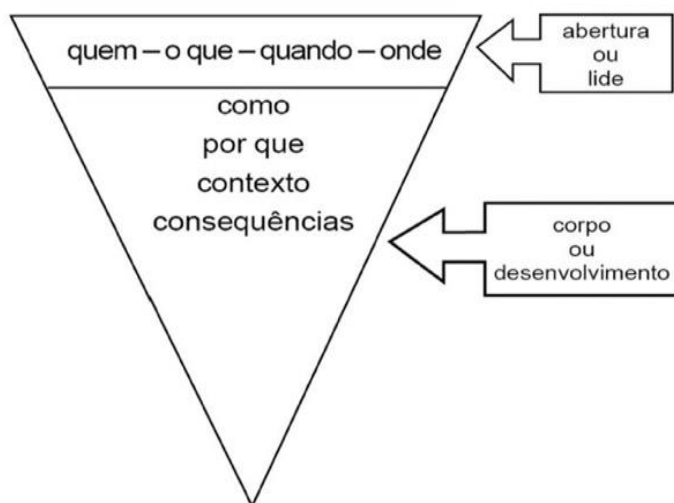 quem – o que – quando – onde
abertura
ou
lide
como
por que
contexto
consequências
corpo
ou
desenvolvimento